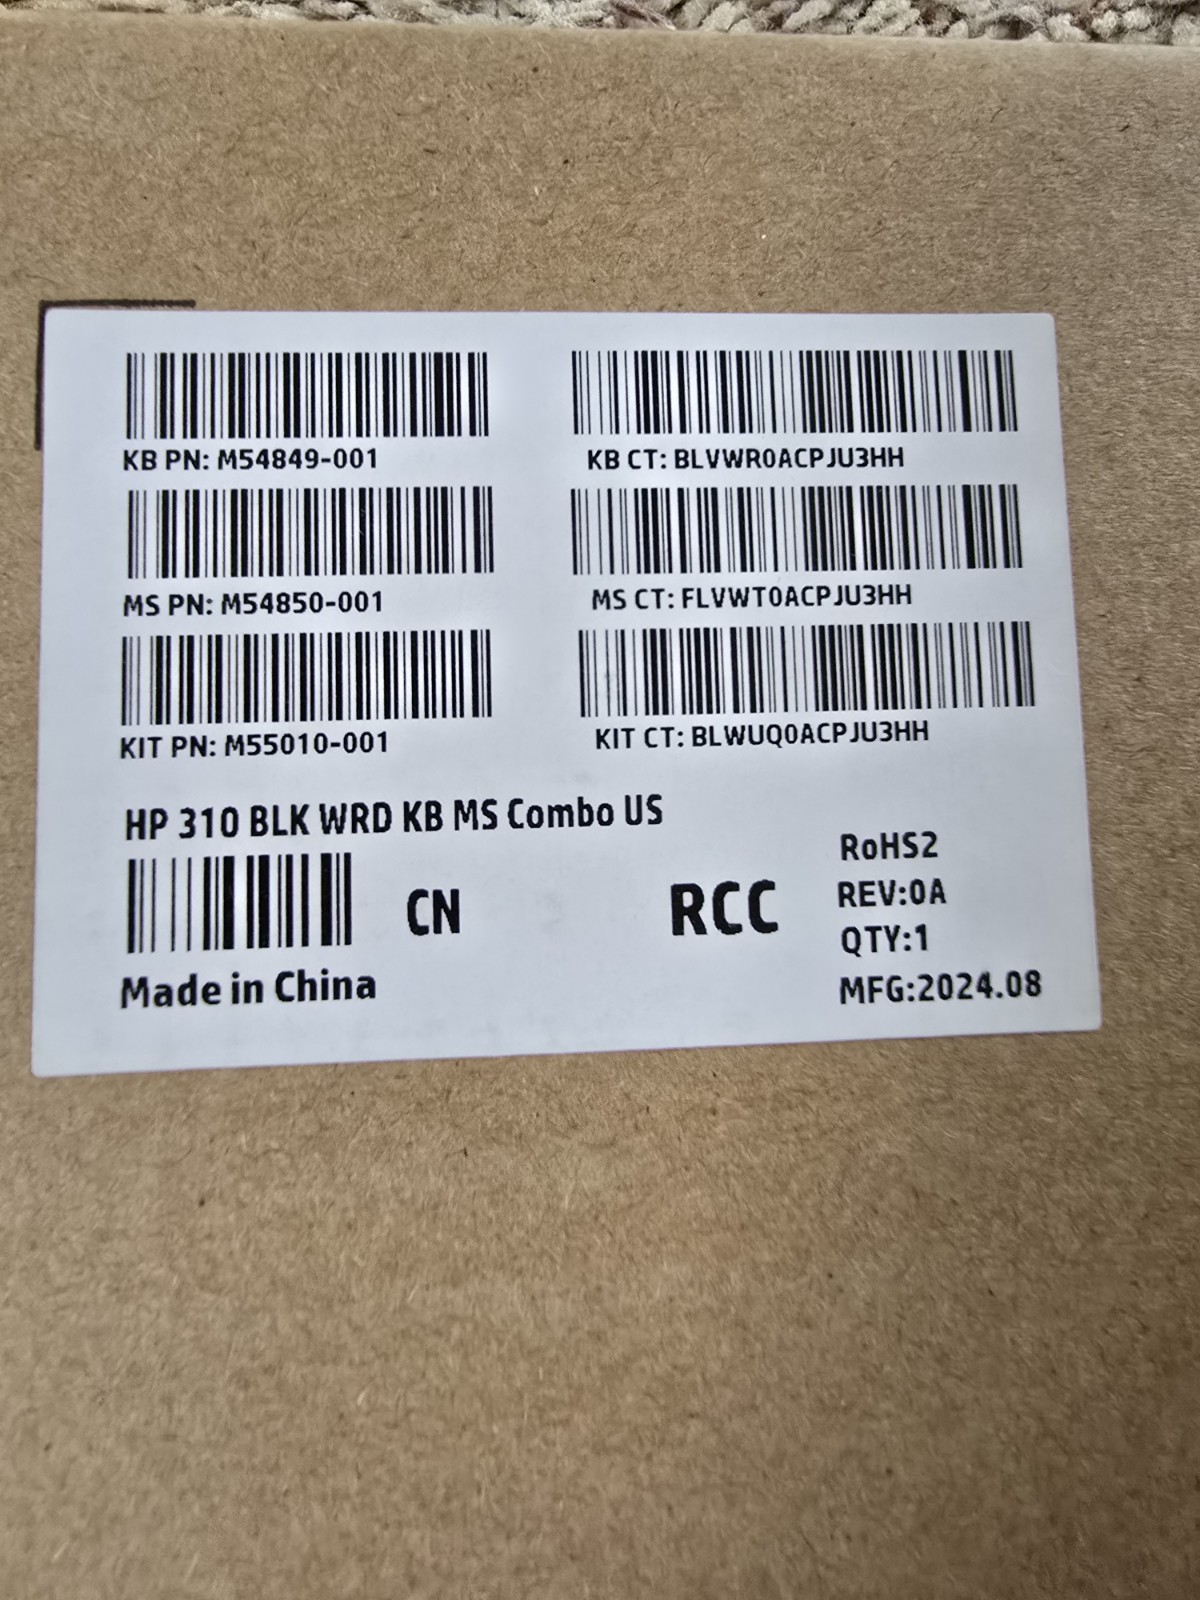 KB PN: M54849-001
KB CT: BLVWR0ACPJU3HH
MS PN: M54850-001
MS CT: FLVWT0ACPJU3HH
KIT PN: M55010-001
KIT CT: BLWUQ0ACPJU3HH
HP 310 BLK WRD KB MS Combo US
CN
RCC
RoHS2
REV:0A
QTY:1
Made in China
MFG:2024.08